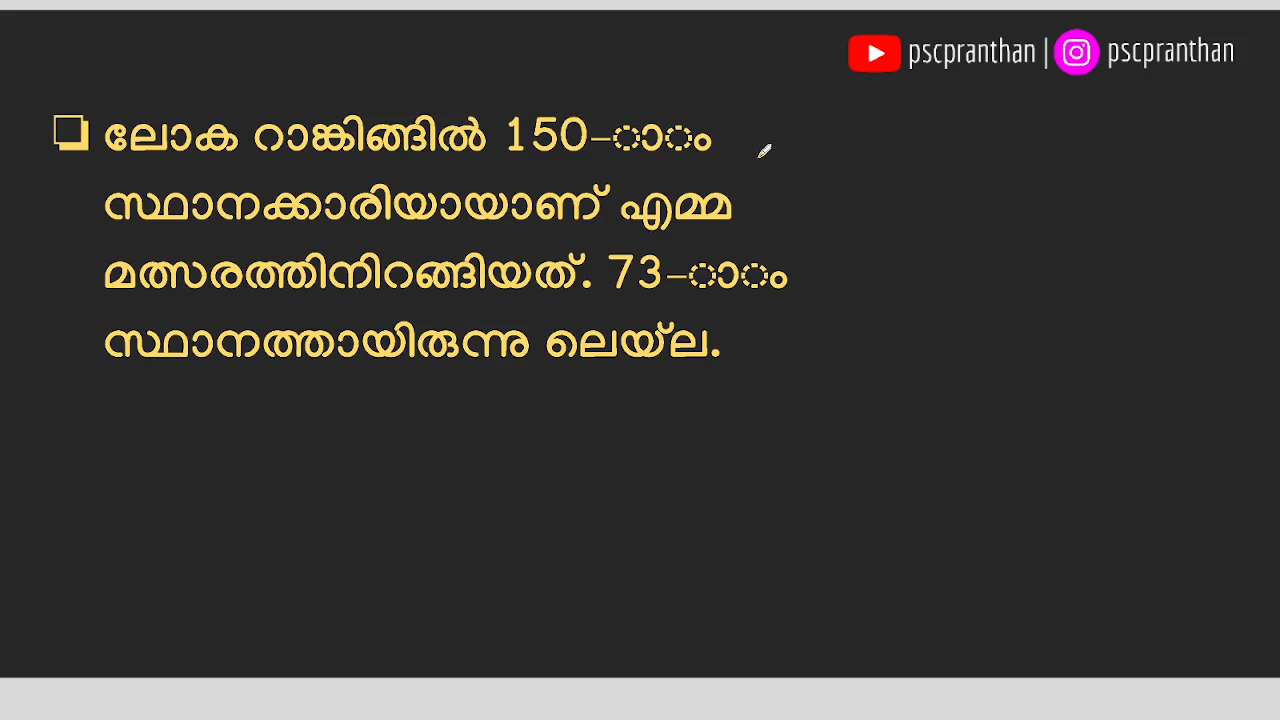 pscpranthan | pscpranthan
❏ ലോക റാങ്കിങ്ങിൽ 150-ാം
സ്ഥാനക്കാരിയായാണ് എമ്മ
മത്സരത്തിനിറങ്ങിയത്. 73-ാം
സ്ഥാനത്തായിരുന്നു ലെയ്‌ല.